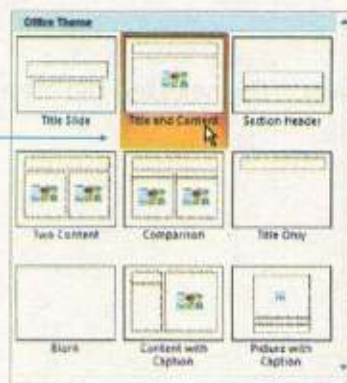 Office Theme
Title Slide
Title and Content
Section Header
Two Content
Comparison
Title Only
Blank
Content with
Caption
Picture with
Caption